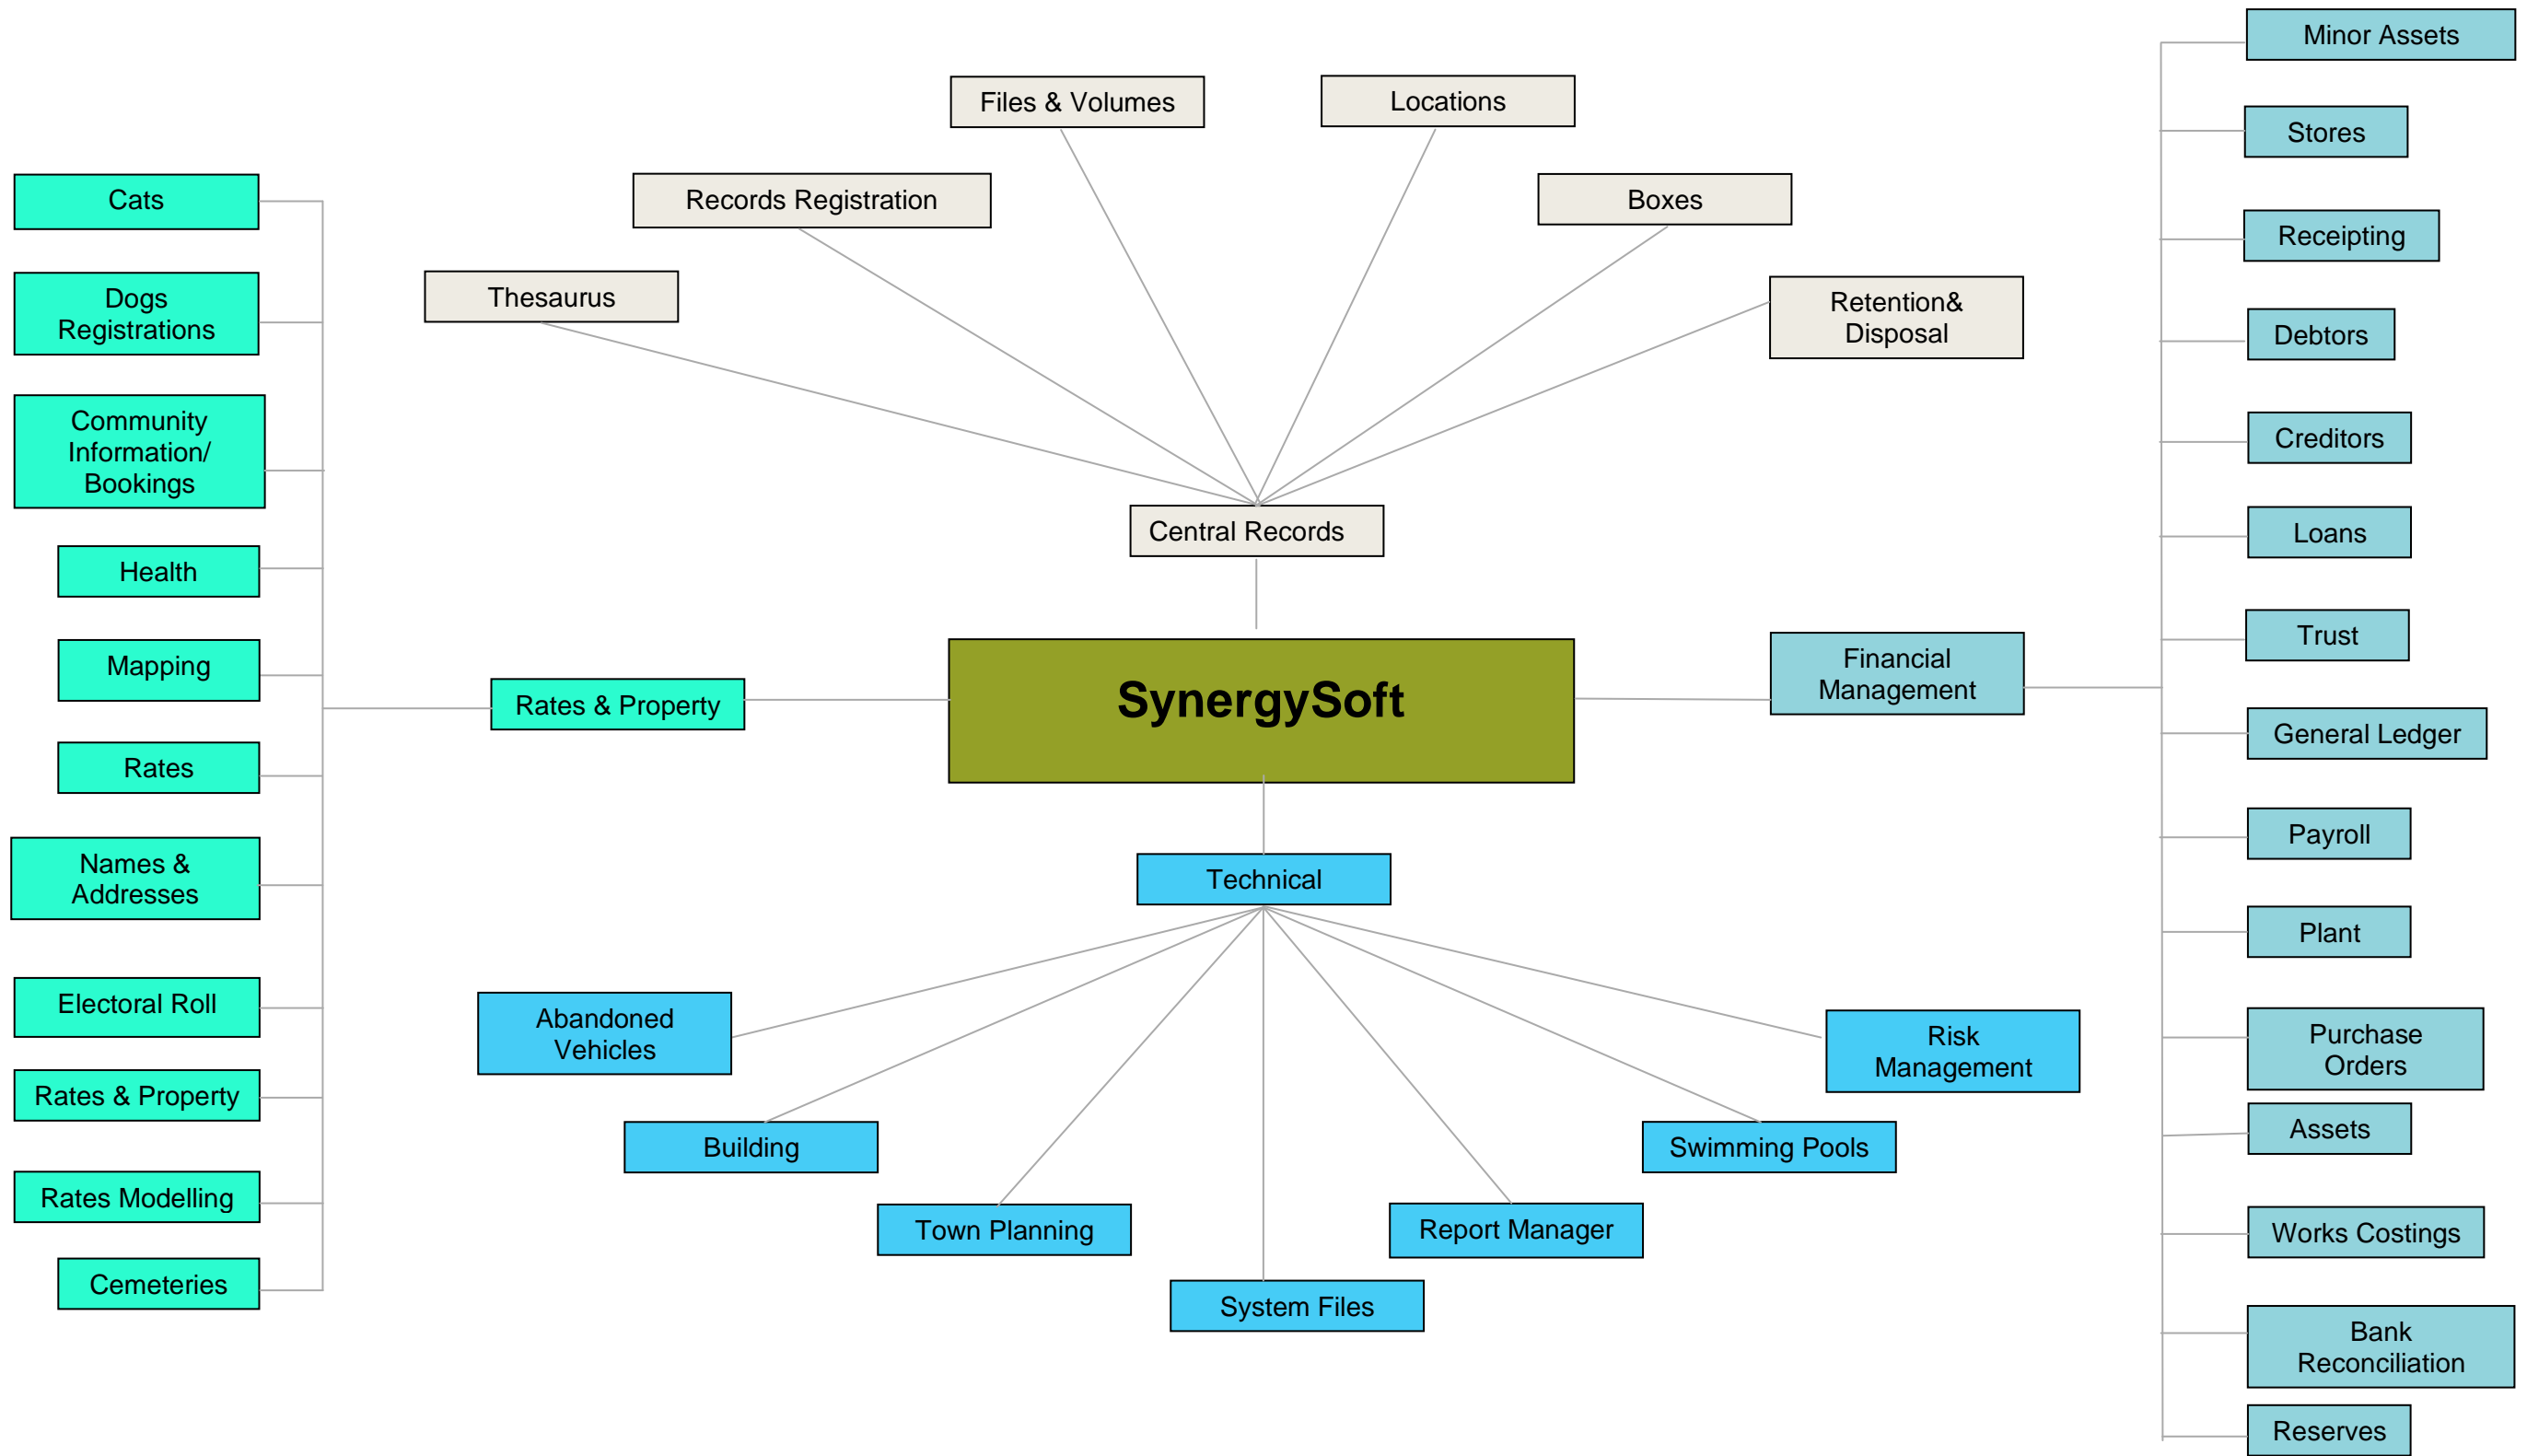 Minor Assets
Files & Volumes
Locations
Stores
Cats
Records Registration
Boxes
Receipting
Dogs
Registrations
Thesaurus
Retention&
Disposal
Debtors
Community
Information/
Bookings
Creditors
Central Records
Loans
Health
Mapping
Rates & Property
SynergySoft
Financial
Management
Trust
General Ledger
Rates
Payroll
Names &
Addresses
Technical
Plant
Electoral Roll
Abandoned
Vehicles
Risk
Management
Purchase
Orders
Rates & Property
Building
Swimming Pools
Assets
Rates Modelling
Town Planning
Report Manager
Works Costings
Cemeteries
System Files
Bank
Reconciliation
Reserves